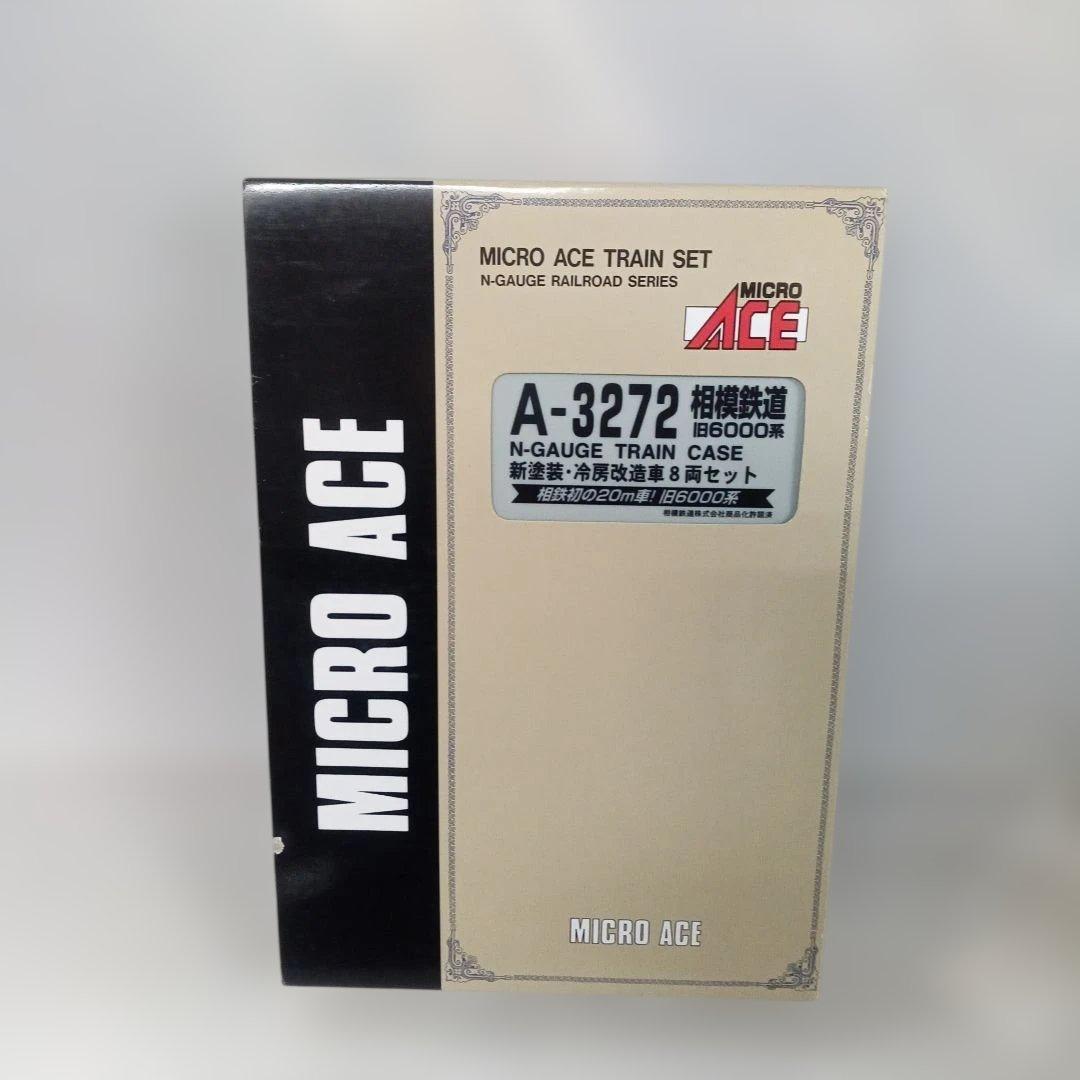 MICRO ACE
MICRO ACE TRAIN SET
N-GAUGE RAILROAD SERIES
MICRO
ACE
A-3272 相模鉄道
旧6000系
N-GAUGE TRAIN CASE
新塗装・冷房改造車8両セット
相鉄初の20m車! 旧6000系
相模鉄道株式会社商品化許諾済
MICRO ACE